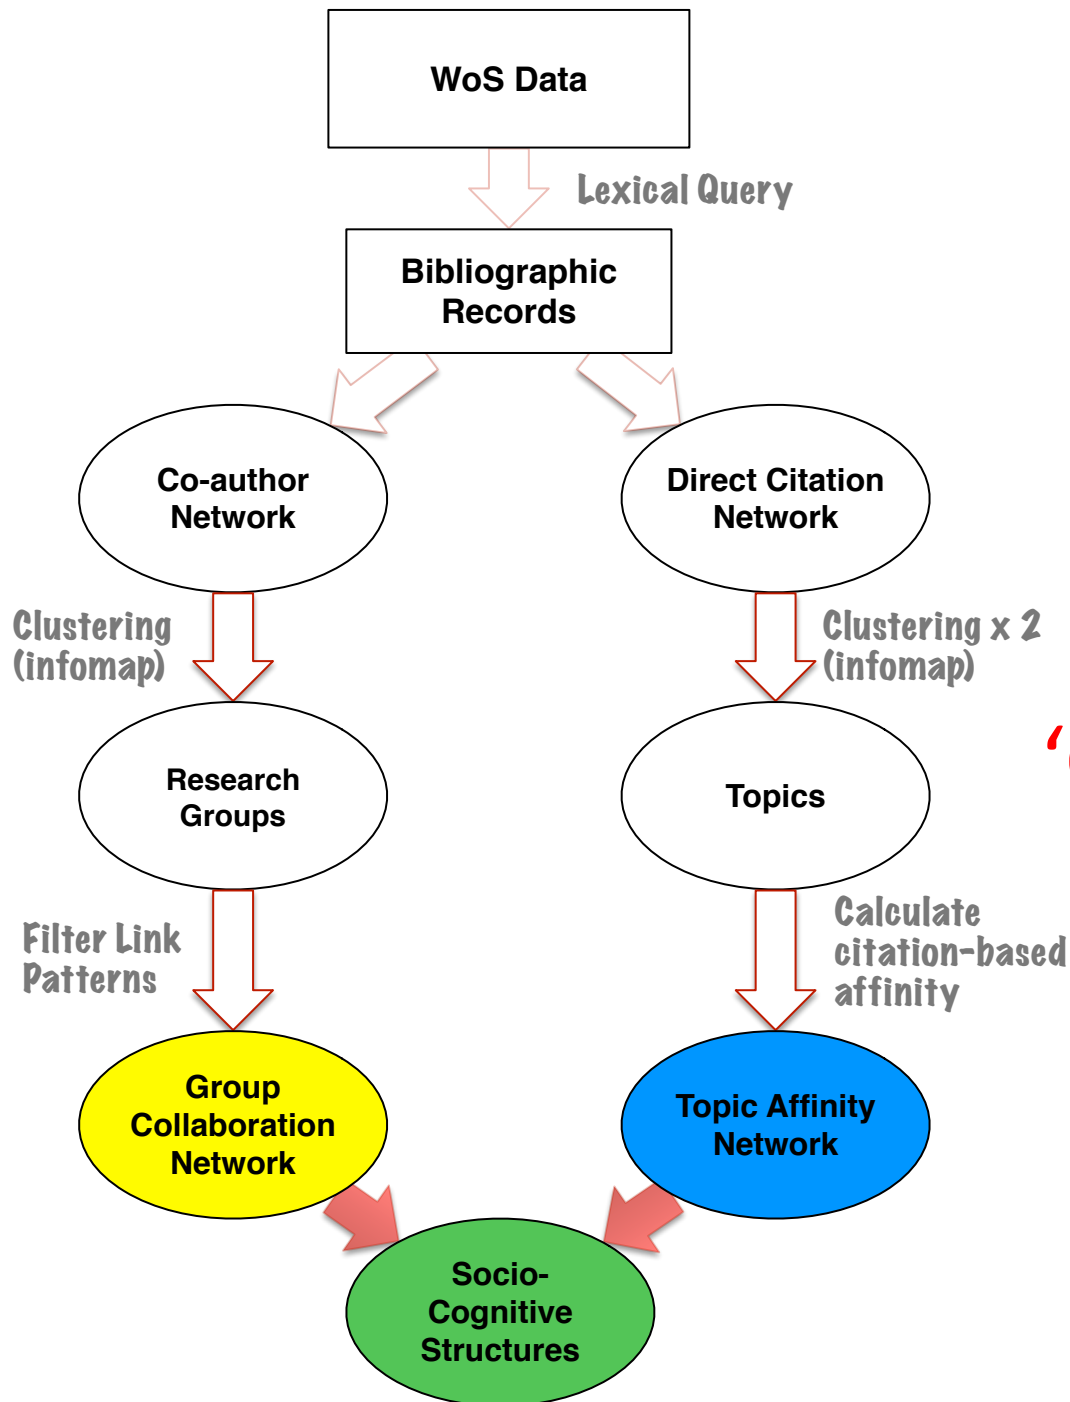 WoS Data
Lexical Query
Bibliographic
Records
Co-author
Network
Direct Citation
Network
Clustering
(infomap)
Clustering x 2
(infomap)
Research
Groups
Topics
Filter Link
Patterns
Calculate
citation-based
affinity
Group
Collaboration
Network
Topic Affinity
Network
Socio-
Cognitive
Structures